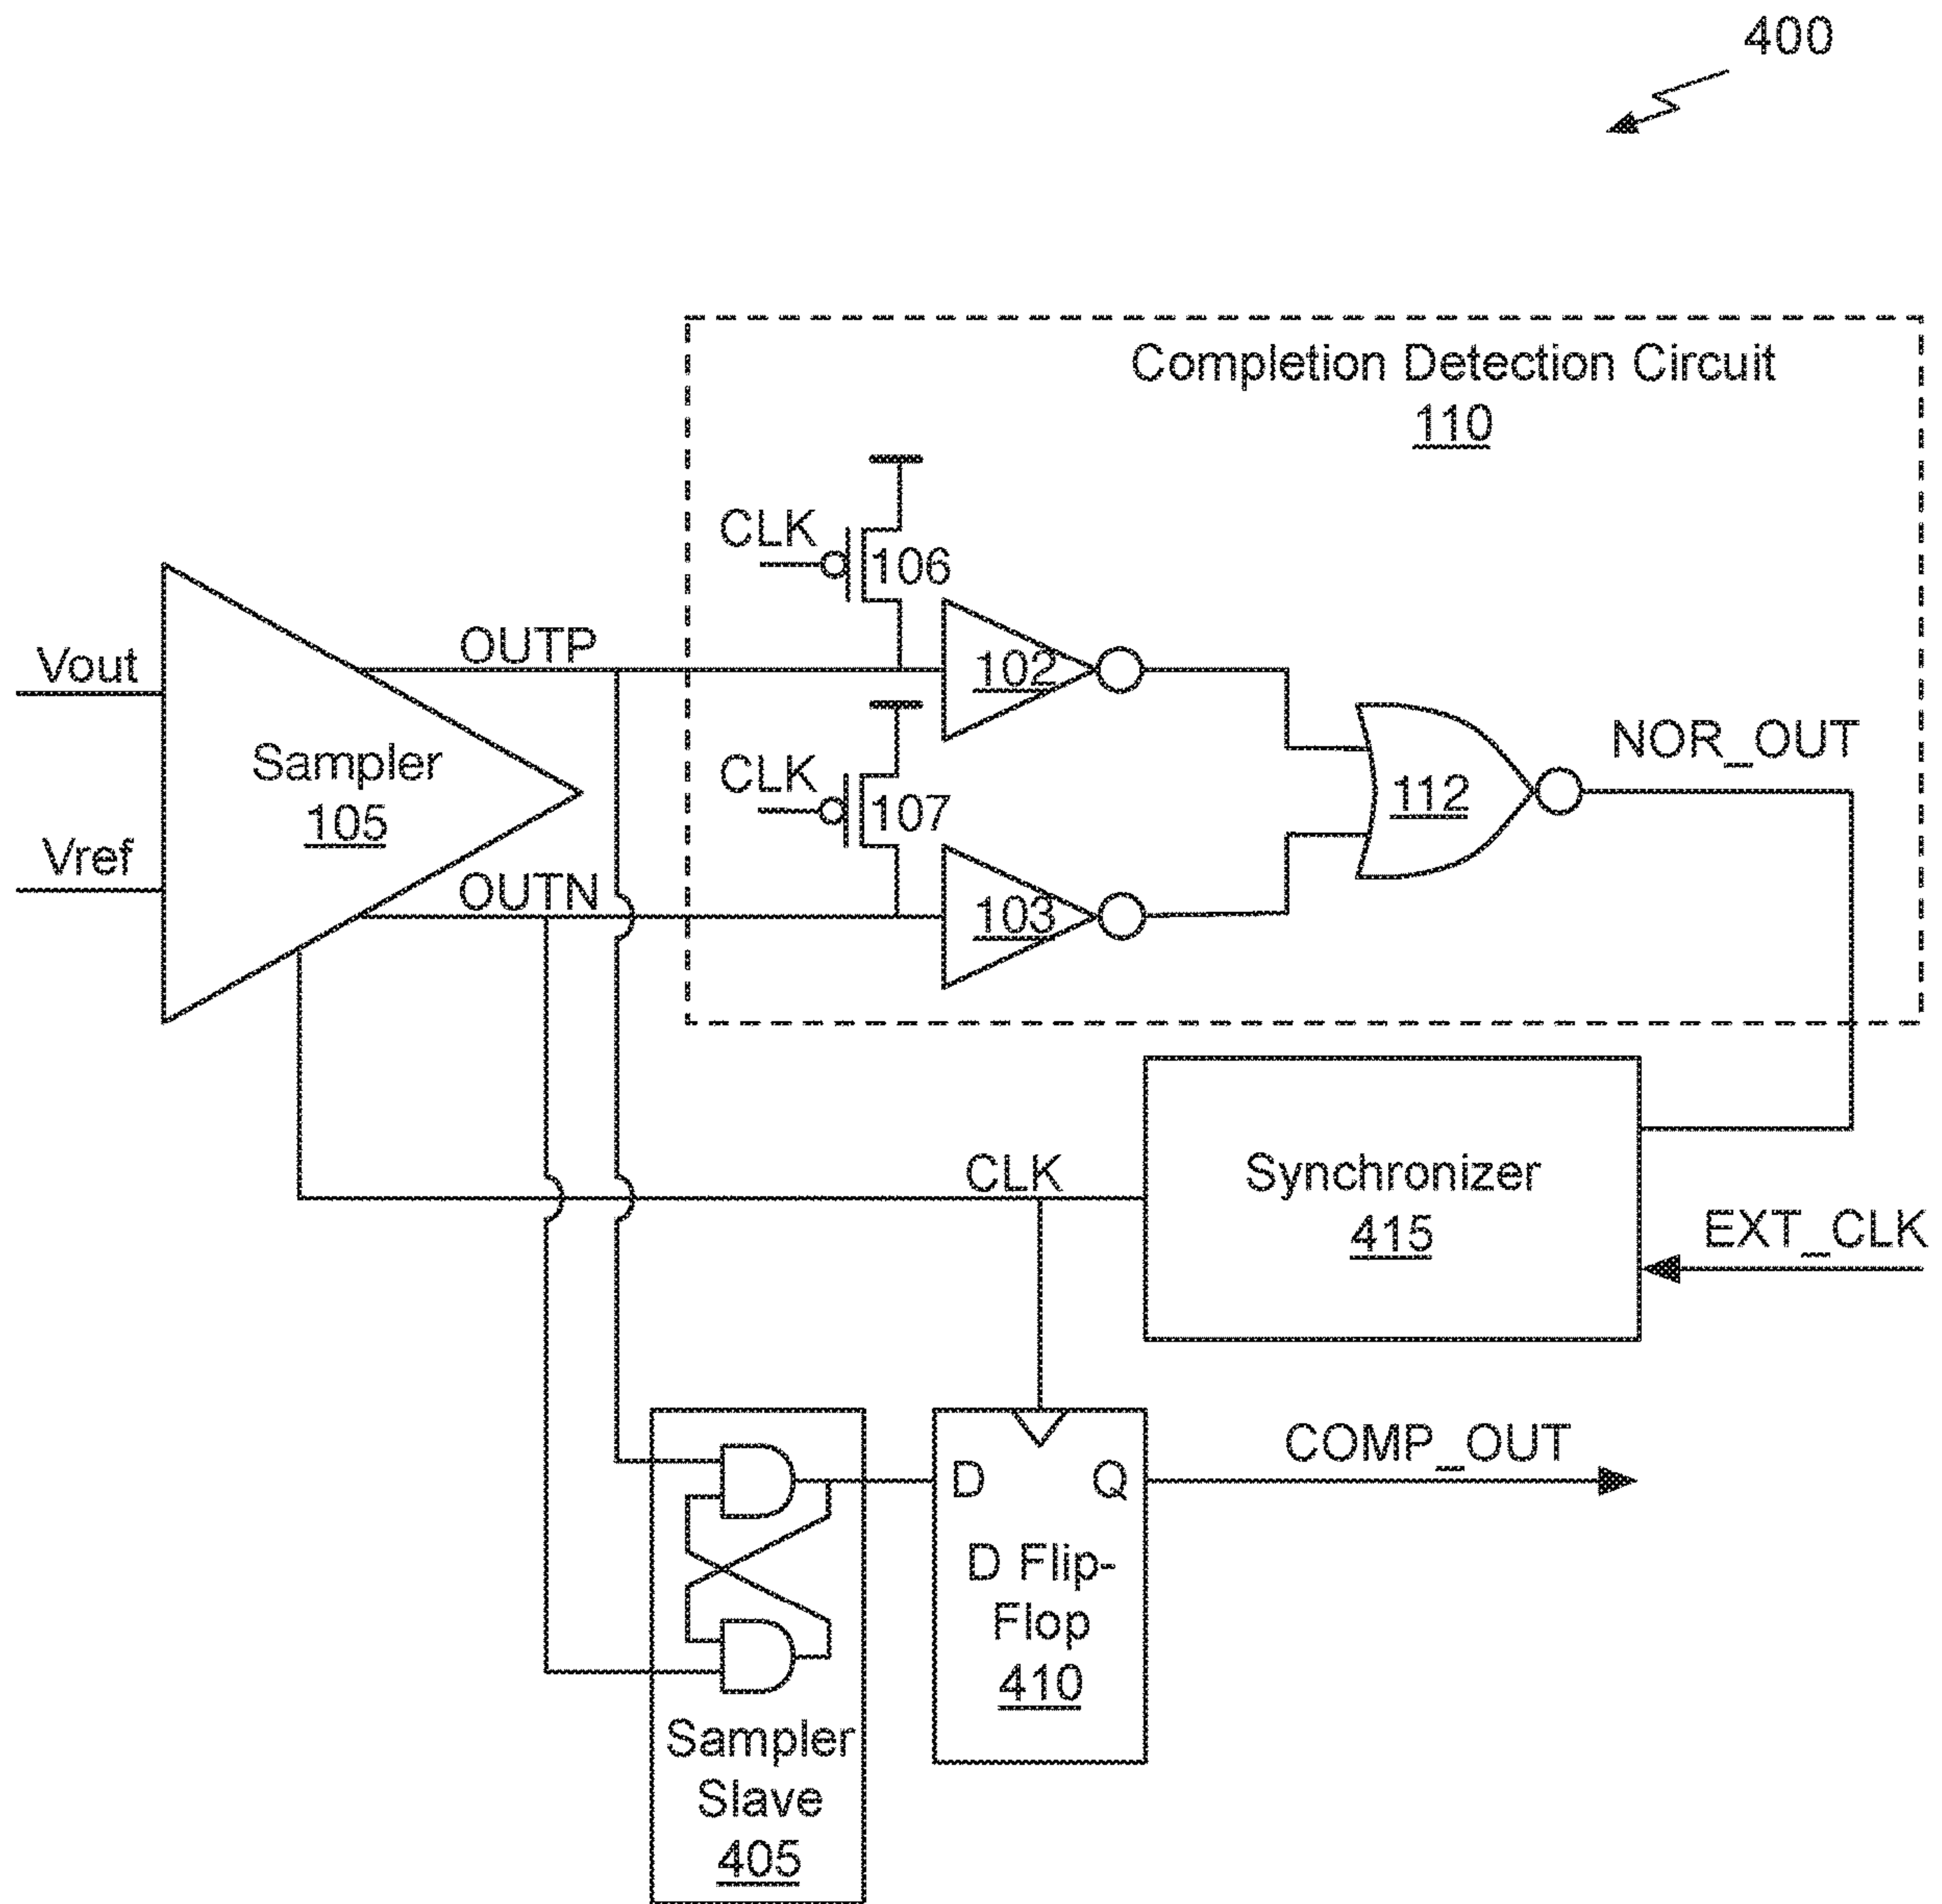 400
Completion Detection Circuit
110
CLK
106
OUTP
102
Vout
Sampler
105
NOR_OUT
CLK
107
112
Vref
OUTN
103
CLK
Synchronizer
415
EXT_CLK
COMP_OUT
D
Q
D Flip-
Flop
410
Sampler
Slave
405